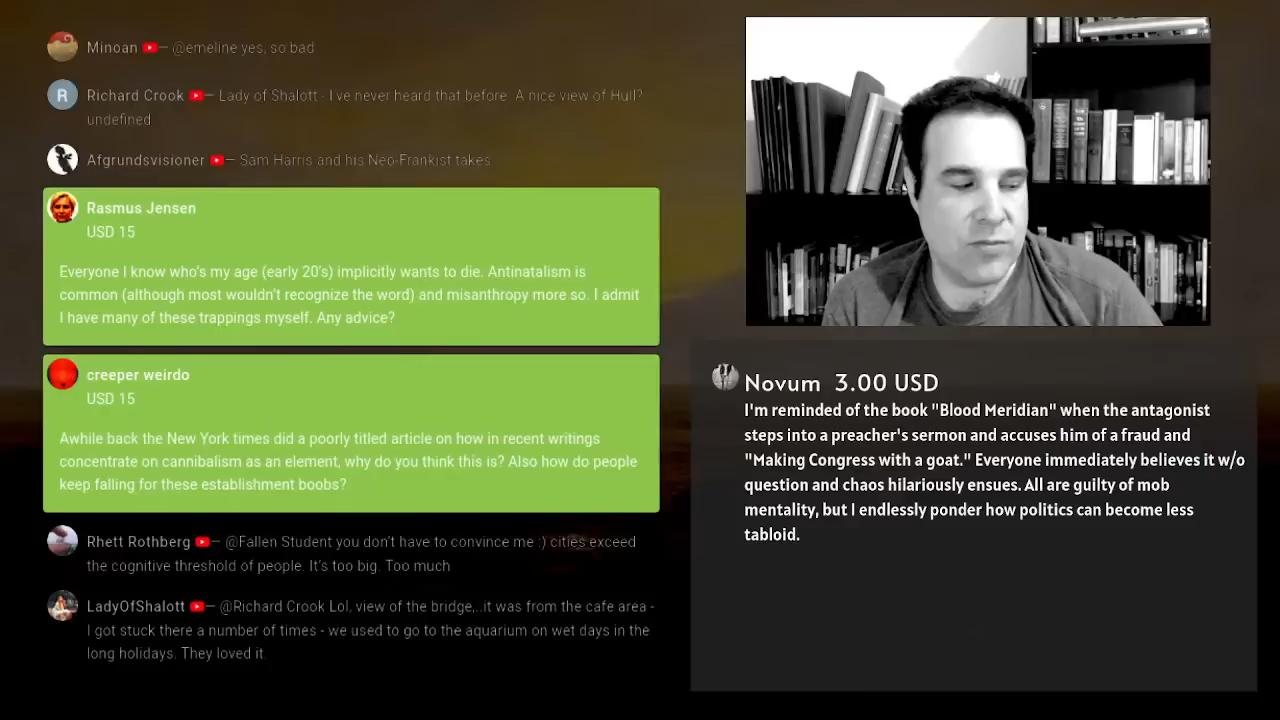 Minoan — @emeline yes, so bad
R
Richard Crook — Lady of Shalott - I ve never heard that before A nice view of Hull?
undefined
Afgrundsvisioner — Sam Harris and his Neo-Frankist takes
Rasmus Jensen
USD 15
Everyone I know who's my age (early 20's) implicitly wants to die. Antinatalism is
common (although most wouldn't recognize the word) and misanthropy more so. I admit
I have many of these trappings myself. Any advice?
creeper weirdo
USD 15
Awhile back the New York times did a poorly titled article on how in recent writings
concentrate on cannibalism as an element, why do you think this is? Also how do people
keep falling for these establishment boobs?
Rhett Rothberg — @Fallen Student you don't have to convince me :) cities exceed
the cognitive threshold of people. It's too big. Too much
LadyOfShalott — @Richard Crook Lol, view of the bridge,..it was from the cafe area -
I got stuck there a number of times - we used to go to the aquarium on wet days in the
long holidays. They loved it.
Novum 3.00 USD
I'm reminded of the book "Blood Meridian" when the antagonist
steps into a preacher's sermon and accuses him of a fraud and
"Making Congress with a goat." Everyone immediately believes it w/o
question and chaos hilariously ensues. All are guilty of mob
mentality, but I endlessly ponder how politics can become less
tabloid.